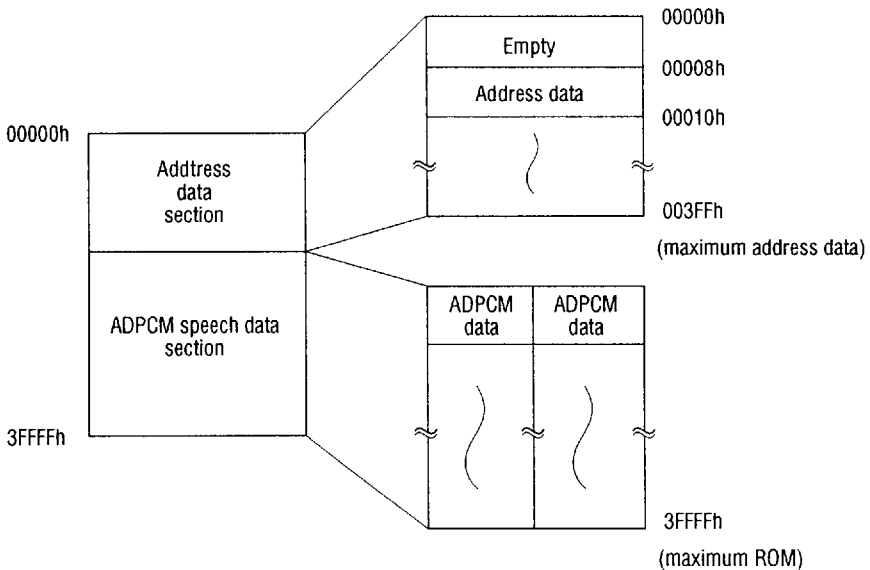 00000h
Addtress
data
section
ADPCM speech data
section
3FFFFh
00000h
Empty
00008h
Address data
00010h
003FFh
(maximum address data)
ADPCM
data
ADPCM
data
3FFFFh
(maximum ROM)